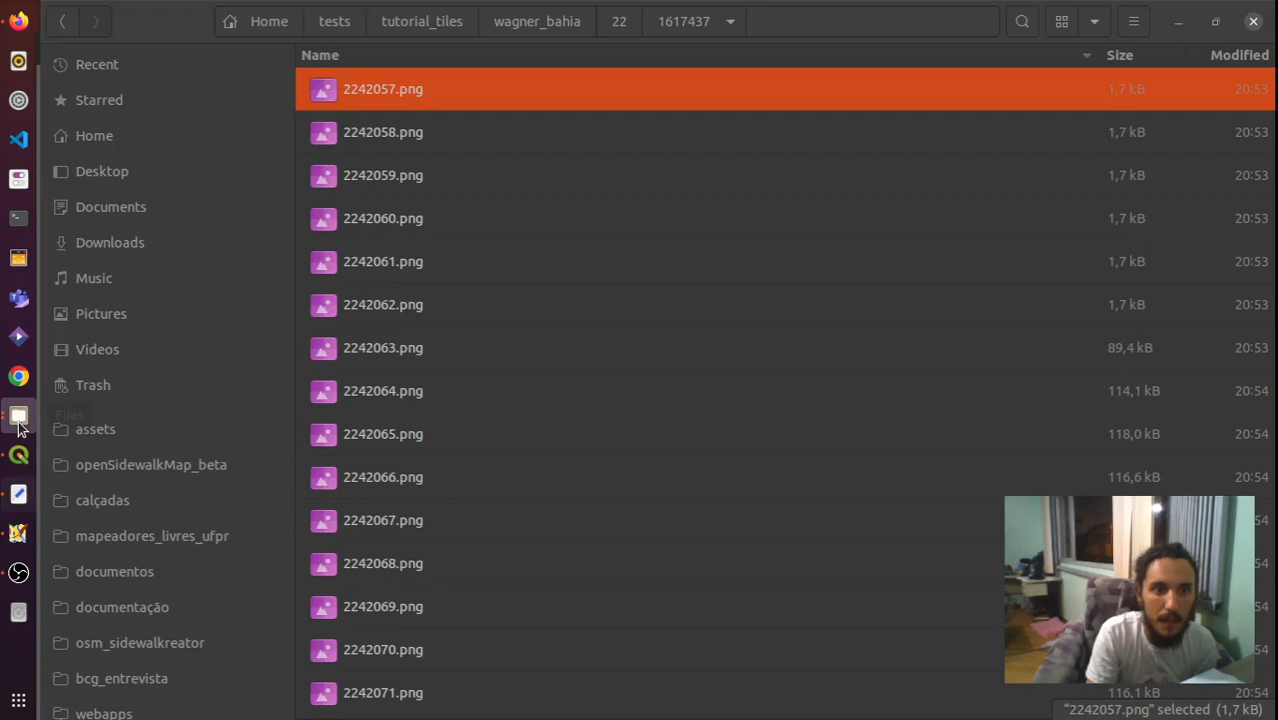 Home tests tutorial_tiles wagner_bahia 22 1617437
Name Size Modified
Recent
Starred
Home
Desktop
Documents
Downloads
Music
Pictures
Videos
Trash
Files
assets
openSidewalkMap_beta
calçadas
mapeadores_livres_ufpr
documentos
documentação
osm_sidewalkreator
bcg_entrevista
webapps
2242057.png 1,7 kB 20:53
2242058.png 1,7 kB 20:53
2242059.png 1,7 kB 20:53
2242060.png 1,7 kB 20:53
2242061.png 1,7 kB 20:53
2242062.png 1,7 kB 20:53
2242063.png 89,4 kB 20:53
2242064.png 114,1 kB 20:54
2242065.png 118,0 kB 20:54
2242066.png 116,6 kB 20:54
2242067.png 20:54
2242068.png 54
2242069.png 54
2242070.png 54
2242071.png 116,1 kB 20:54
"2242057.png" selected (1,7 kB)